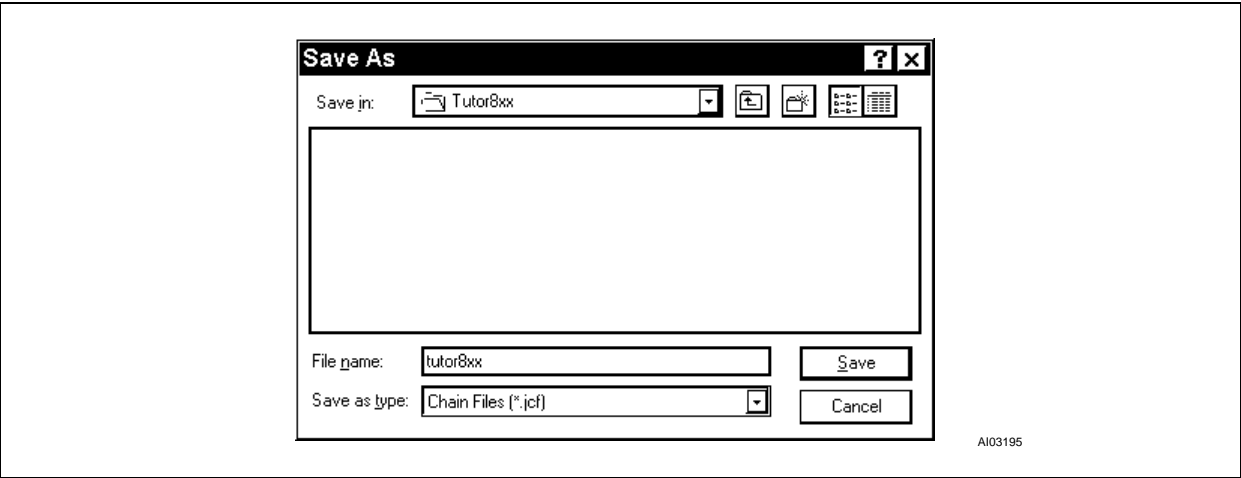 Save As
Save in: Tutor8xx
File name: tutor8xx Save
Save as type: Chain Files (*.jcf) Cancel
AI03195